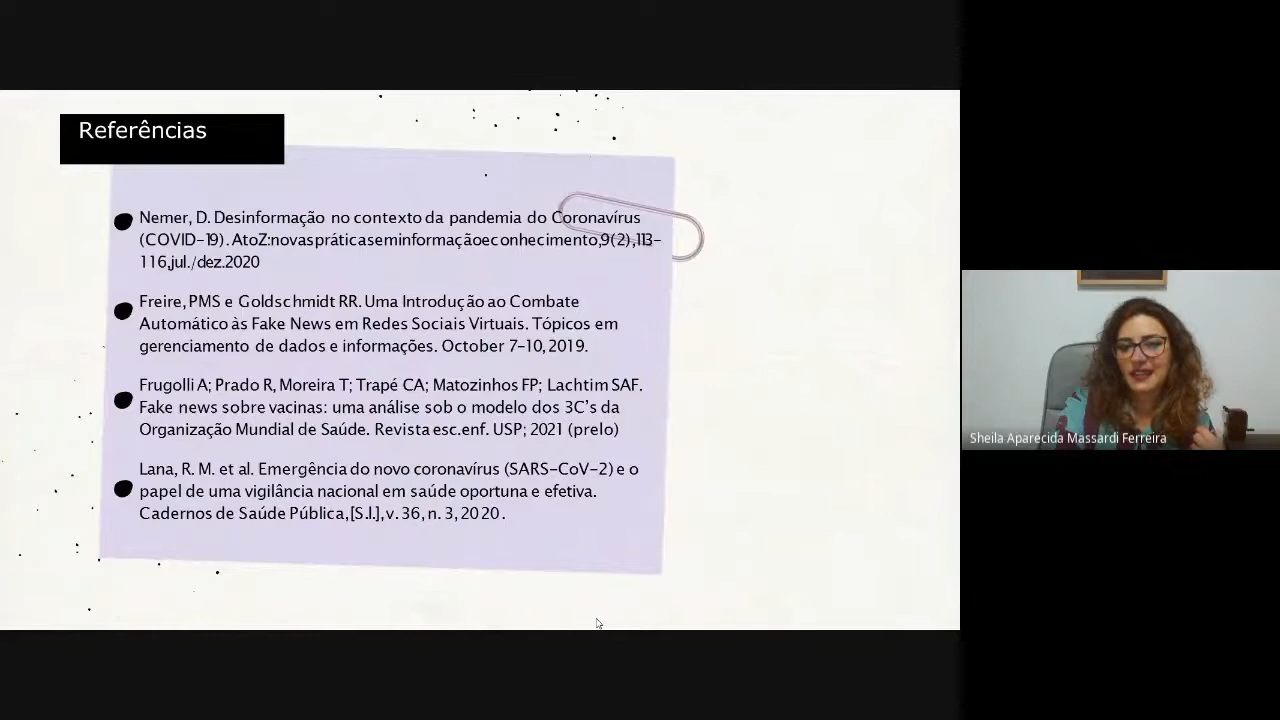 Referências
Nemer, D. Desinformação no contexto da pandemia do Coronavírus
(COVID-19). AtoZ:novaspráticaseminformaçãoeconhecimento,9(2),113-
116,jul./dez.2020
Freire, PMS e Goldschmidt RR. Uma Introdução ao Combate
Automático às Fake News em Redes Sociais Virtuais. Tópicos em
gerenciamento de dados e informações. October 7-10, 2019.
Frugolli A; Prado R, Moreira T; Trapé CA; Matozinhos FP; Lachtim SAF.
Fake news sobre vacinas: uma análise sob o modelo dos 3C's da
Organização Mundial de Saúde. Revista esc.enf. USP; 2021 (prelo)
Lana, R. M. et al. Emergência do novo coronavírus (SARS-CoV-2) e o
papel de uma vigilância nacional em saúde oportuna e efetiva.
Cadernos de Saúde Pública, [S.l.], v. 36, n. 3, 2020.
Sheila Aparecida Massardi Ferreira